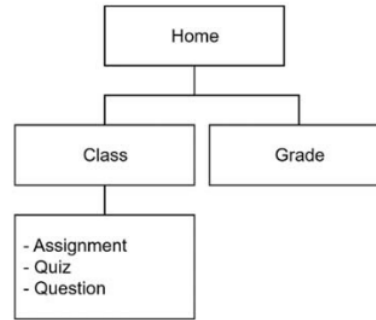 Home
Class
Grade
- Assignment
- Quiz
- Question